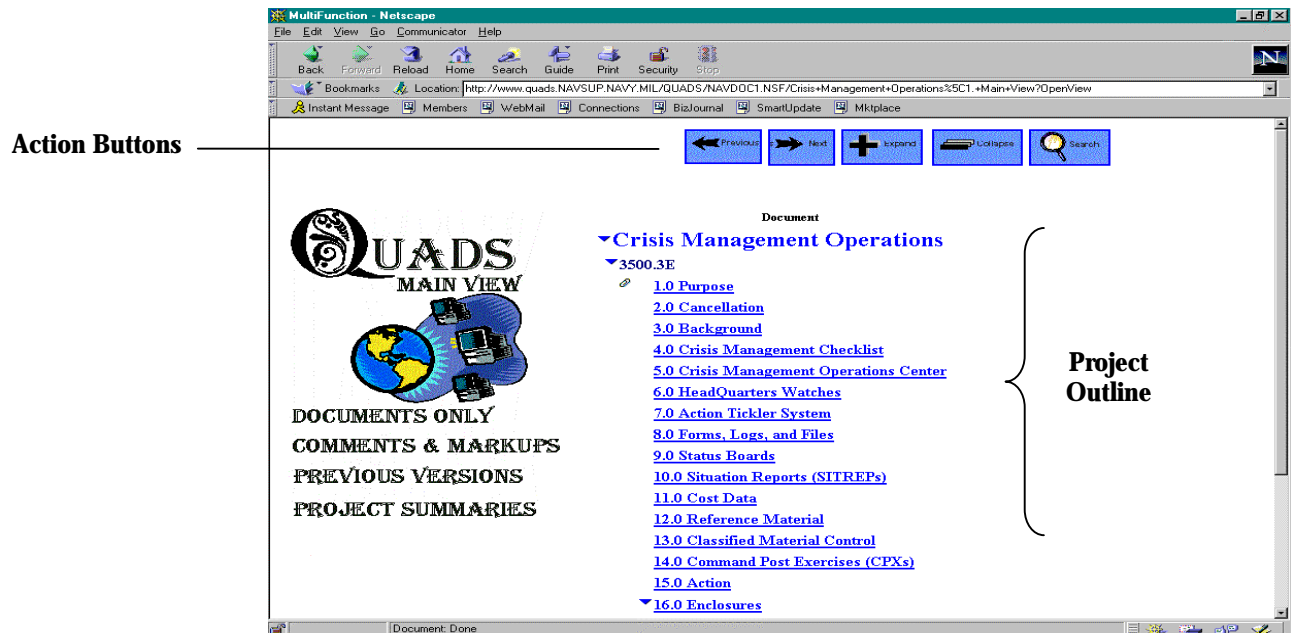 MultiFunction - Netscape
File Edit View Go Communicator Help
Back Forward Reload Home Search Guide Print Security Stop
N
Bookmarks Location: http://www.quads.NAVSUP.NAVY.MIL/QUADS/NAVDOC1.NSF/Crisis+Management+Operations%5C1.+Main+View?OpenView
Instant Message Members WebMail Connections BizJournal SmartUpdate Mktplace
Action Buttons
Previous Next Expand Collapse Search
QUADS
MAIN VIEW
DOCUMENTS ONLY
COMMENTS & MARKUPS
PREVIOUS VERSIONS
PROJECT SUMMARIES
Document
Crisis Management Operations
3500.3E
1.0 Purpose
2.0 Cancellation
3.0 Background
4.0 Crisis Management Checklist
5.0 Crisis Management Operations Center
6.0 HeadQuarters Watches
7.0 Action Tickler System
8.0 Forms, Logs, and Files
9.0 Status Boards
10.0 Situation Reports (SITREPs)
11.0 Cost Data
12.0 Reference Material
13.0 Classified Material Control
14.0 Command Post Exercises (CPXs)
15.0 Action
16.0 Enclosures
Project
Outline
Document: Done